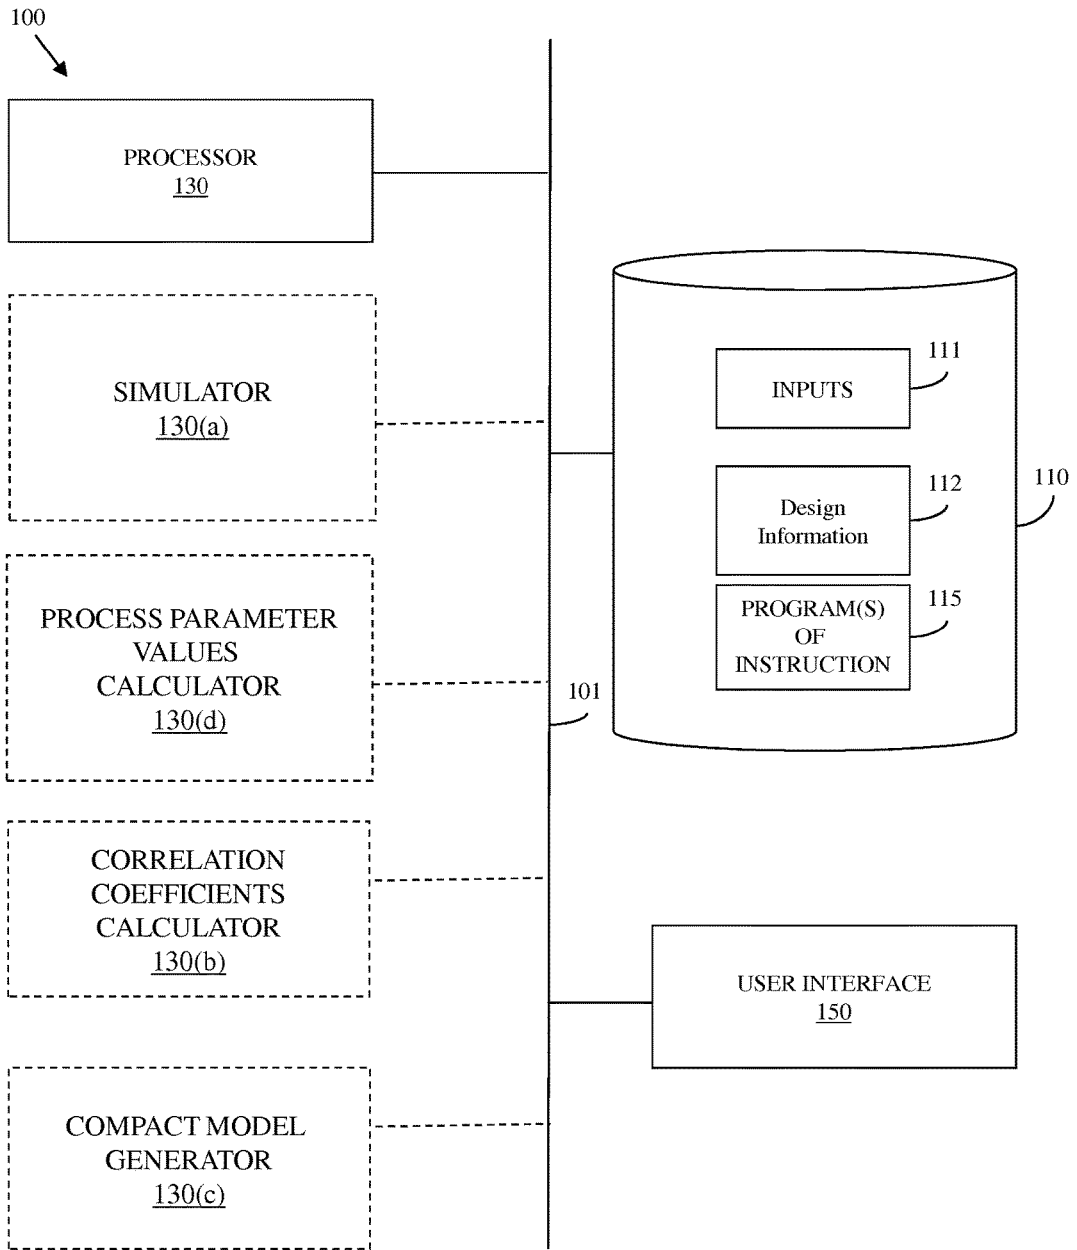 100
PROCESSOR
130
SIMULATOR
130(a)
PROCESS PARAMETER
VALUES
CALCULATOR
130(d)
CORRELATION
COEFFICIENTS
CALCULATOR
130(b)
COMPACT MODEL
GENERATOR
130(c)
101
INPUTS
111
Design
Information
112
PROGRAM(S)
OF
INSTRUCTION
115
110
USER INTERFACE
150